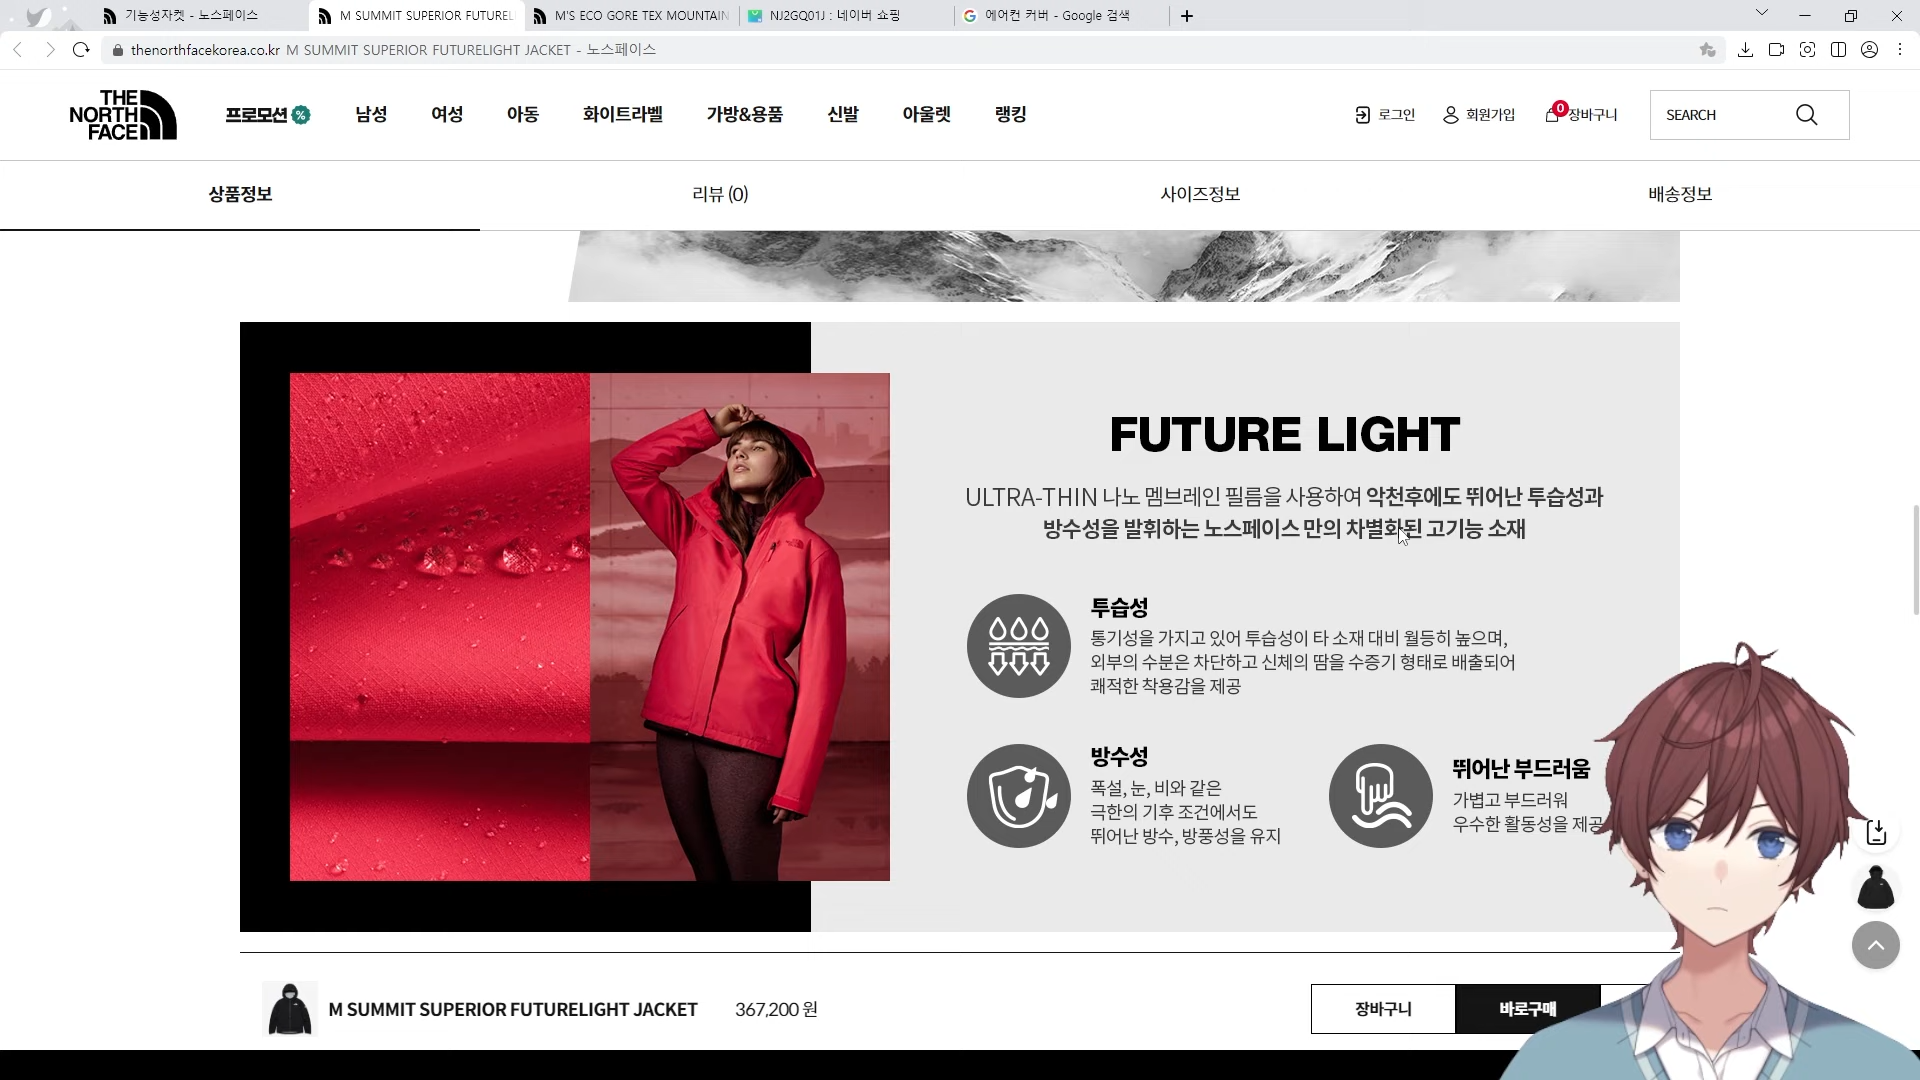 기능성자켓 - 노스페이스
M SUMMIT SUPERIOR FUTUREL
M'S ECO GORE TEX MOUNTAIN
NJ2GQ01J : 네이버 쇼핑
에어컨 커버 - Google 검색
thenorthfacekorea.co.kr M SUMMIT SUPERIOR FUTURELIGHT JACKET - 노스페이스
THE
NORTH
FACE
프로모션 %
남성
여성
아동
화이트라벨
가방&용품
신발
아울렛
랭킹
로그인
회원가입
0
장바구니
SEARCH
상품정보
리뷰 (0)
사이즈정보
배송정보
FUTURE LIGHT
ULTRA-THIN 나노 멤브레인 필름을 사용하여 악천후에도 뛰어난 투습성과
방수성을 발휘하는 노스페이스 만의 차별화된 고기능 소재
투습성
통기성을 가지고 있어 투습성이 타 소재 대비 월등히 높으며,
외부의 수분은 차단하고 신체의 땀을 수증기 형태로 배출되어
쾌적한 착용감을 제공
방수성
폭설, 눈, 비와 같은
극한의 기후 조건에서도
뛰어난 방수, 방풍성을 유지
뛰어난 부드러움
가볍고 부드러워
우수한 활동성을 제공
M SUMMIT SUPERIOR FUTURELIGHT JACKET
367,200 원
장바구니
바로구매